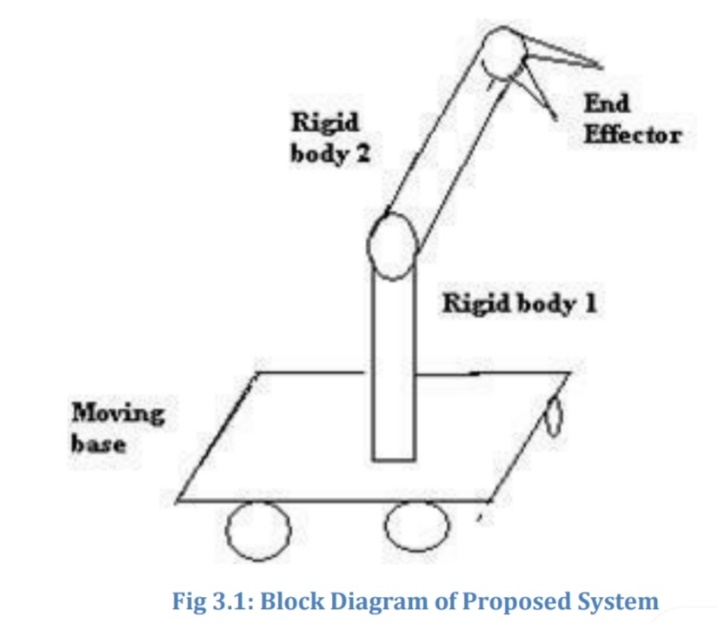 Rigid
body 2
End
Effector
Rigid body 1
Moving
base
Fig 3.1: Block Diagram of Proposed System